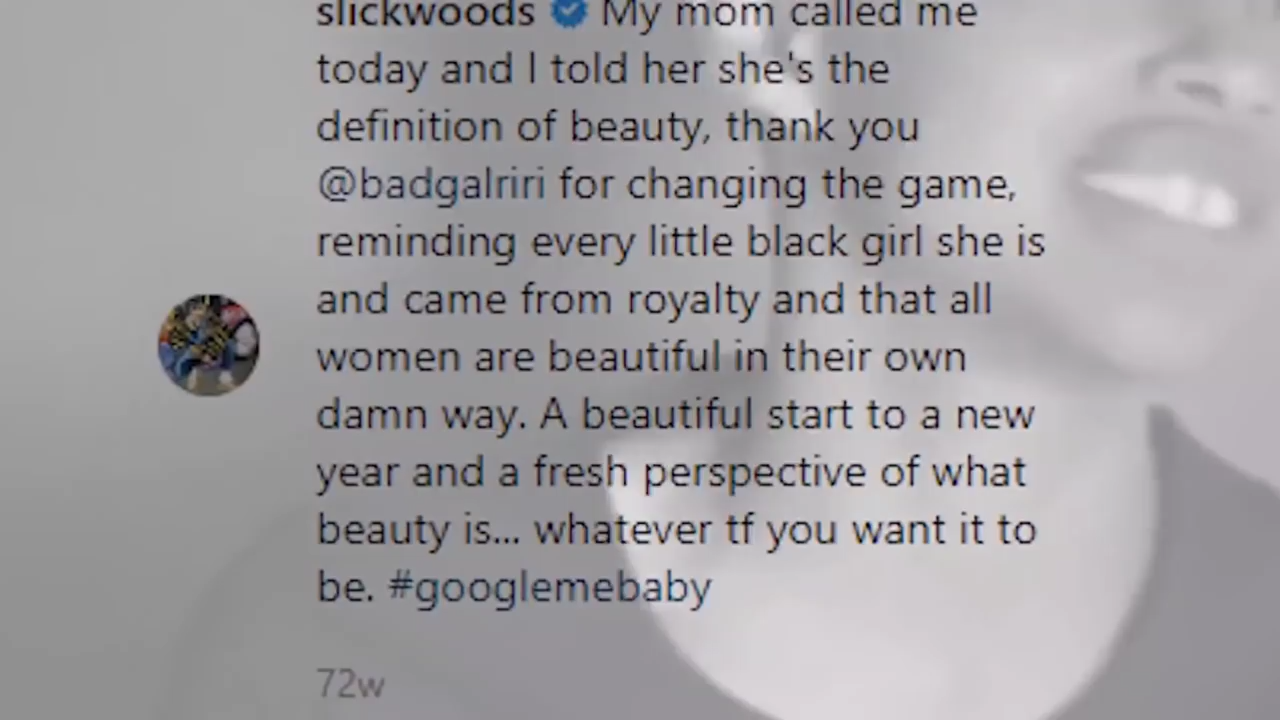 slickwoods My mom called me
today and I told her she's the
definition of beauty, thank you
@badgalriri for changing the game,
reminding every little black girl she is
and came from royalty and that all
women are beautiful in their own
damn way. A beautiful start to a new
year and a fresh perspective of what
beauty is... whatever tf you want it to
be. #googlemebaby
72w